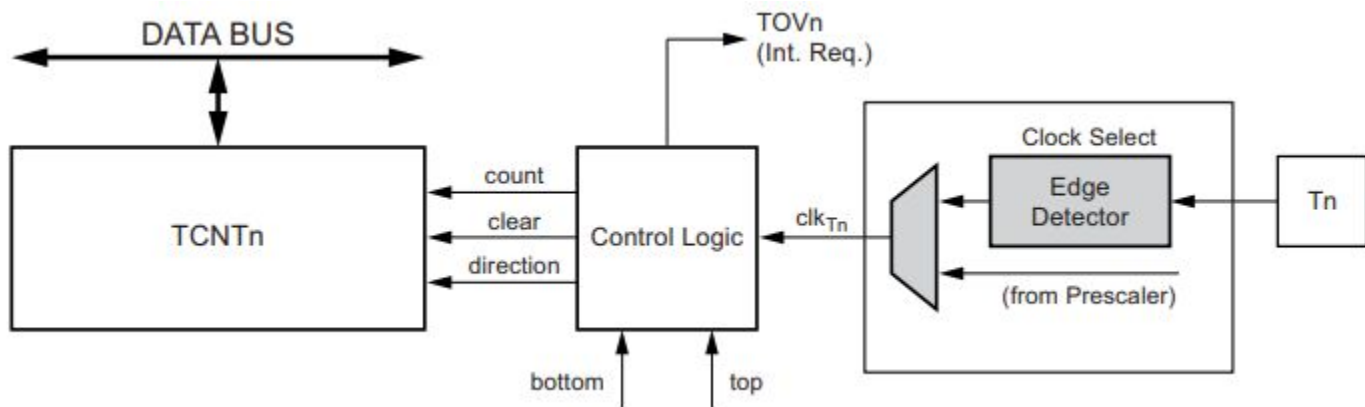 DATA BUS
TOVn
(Int. Req.)
TCNTn
count
clear
direction
Control Logic
bottom
top
clkTn
Clock Select
Edge
Detector
(from Prescaler)
Tn